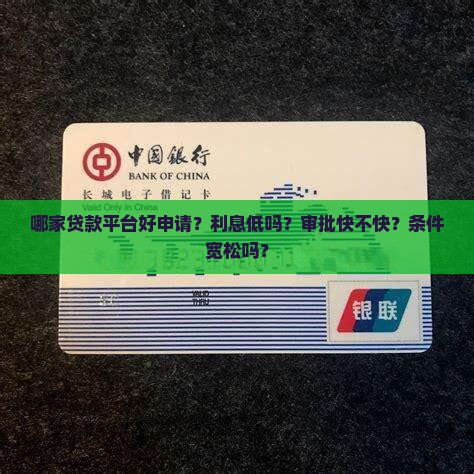 中国银行
BANK OF CHINA
长城电子借记卡
Valid Only in China
哪家贷款平台好申请？利息低吗？审批快不快？条件
宽松吗？
VALID
THRU
银联